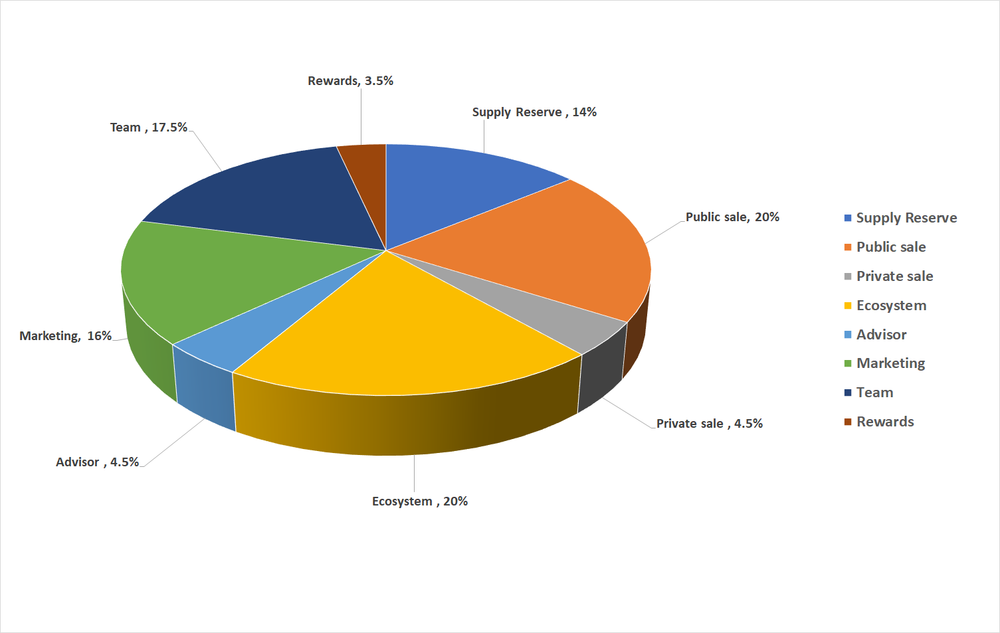 Rewards, 3.5%
Supply Reserve , 14%
Team , 17.5%
Public sale, 20%
Marketing, 16%
Private sale , 4.5%
Advisor , 4.5%
Ecosystem , 20%
Supply Reserve
Public sale
Private sale
Ecosystem
Advisor
Marketing
Team
Rewards